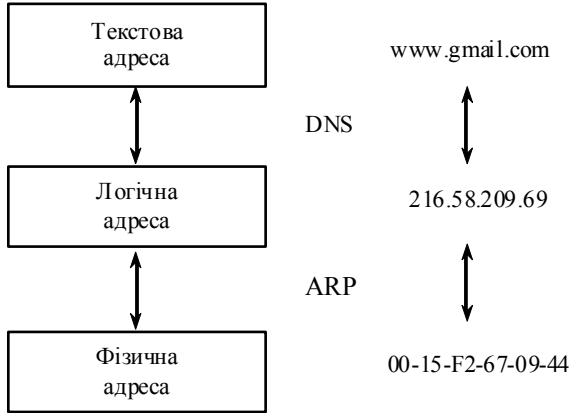 Текстова
адреса
www.gmail.com
DNS
Логічна
адреса
216.58.209.69
ARP
Фізична
адреса
00-15-F2-67-09-44